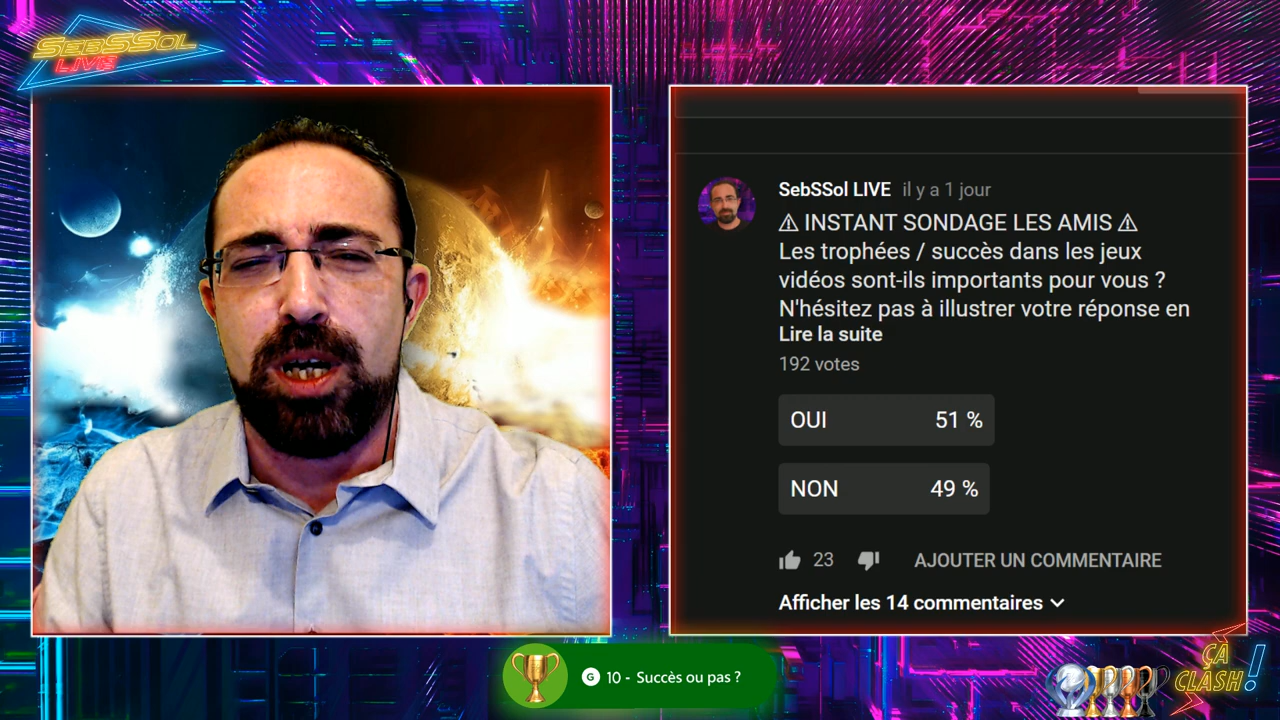 SEBSSOL
LIVE
SebSSol LIVE il y a 1 jour
⚠ INSTANT SONDAGE LES AMIS ⚠
Les trophées / succès dans les jeux
vidéos sont-ils importants pour vous ?
N'hésitez pas à illustrer votre réponse en
Lire la suite
192 votes
OUI 51 %
NON 49 %
23 AJOUTER UN COMMENTAIRE
Afficher les 14 commentaires
G 10 - Succès ou pas ?
ÇA
CLASH !